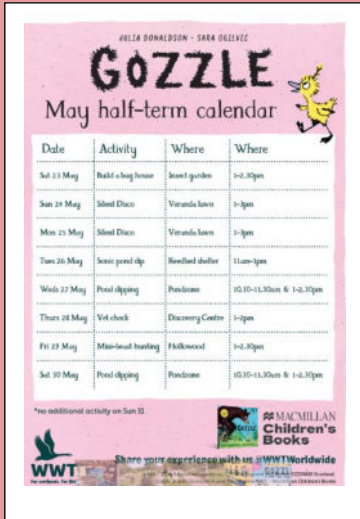 JULIA DONALDSON - SARA OGILVIE
GOZZLE
May half-term calendar
Date Activity Where Where
Sat 23 May Build a bug house Insect garden 1-2.30pm
Sun 24 May Silent Disco Veranda lawn 1-3pm
Mon 25 May Silent Disco Veranda lawn 1-3pm
Tues 26 May Sonic pond dip Reedbed shelter 11am-1pm
Weds 27 May Pond dipping Pondzone 10.30-11.30am & 1-2.30pm
Thurs 28 May Vet check Discovery Centre 1-2pm
Fri 29 May Mini-beast hunting Hollowood 1-2.30pm
Sat 30 May Pond dipping Pondzone 10.30-11.30am & 1-2.30pm
*no additional activity on Sun 31
GOZZLE
MACMILLAN
Children's
Books
WWT
Share your experience with us @WWTWorldwide